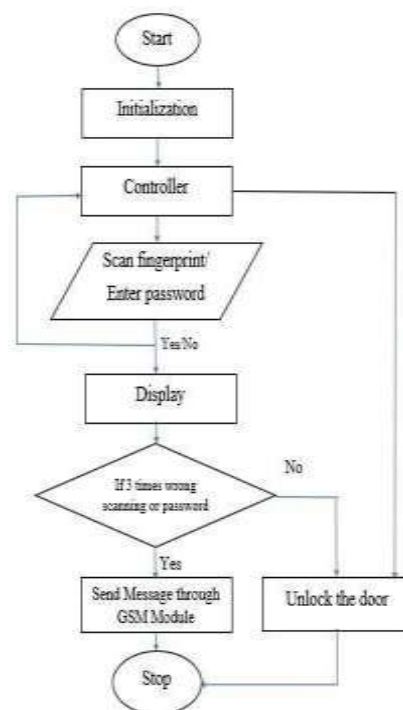 Start
Initialization
Controller
Scan fingerprint/
Enter password
Yes/No
Display
If 3 times wrong
scanning or password
No
Yes
Send Message through
GSM Module
Unlock the door
Stop